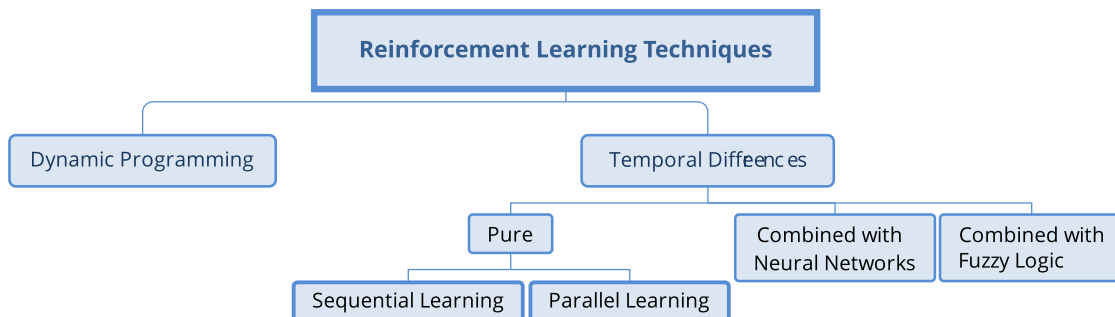 Reinforcement Learning Techniques
Dynamic Programming
Temporal Differences
Pure
Combined with
Neural Networks
Combined with
Fuzzy Logic
Sequential Learning
Parallel Learning